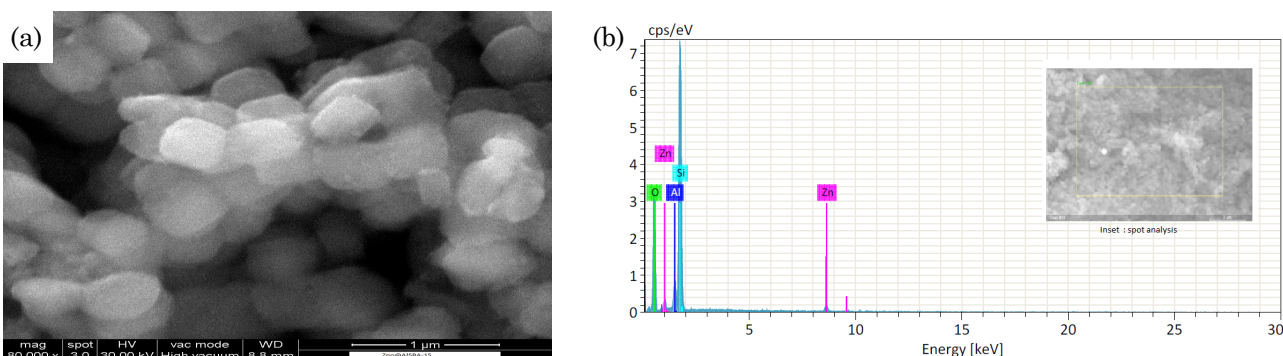 (a)
mag
spot
HV
vac mode
WD
80 000 x
3.0
30.00 kV
High vacuum
8.8 mm
1 µm
(b)
cps/eV
7
6
5
4
3
2
1
0
Zn
Si
O
Al
Zn
5
10
15
20
25
30
Energy [keV]
Inset : spot analysis